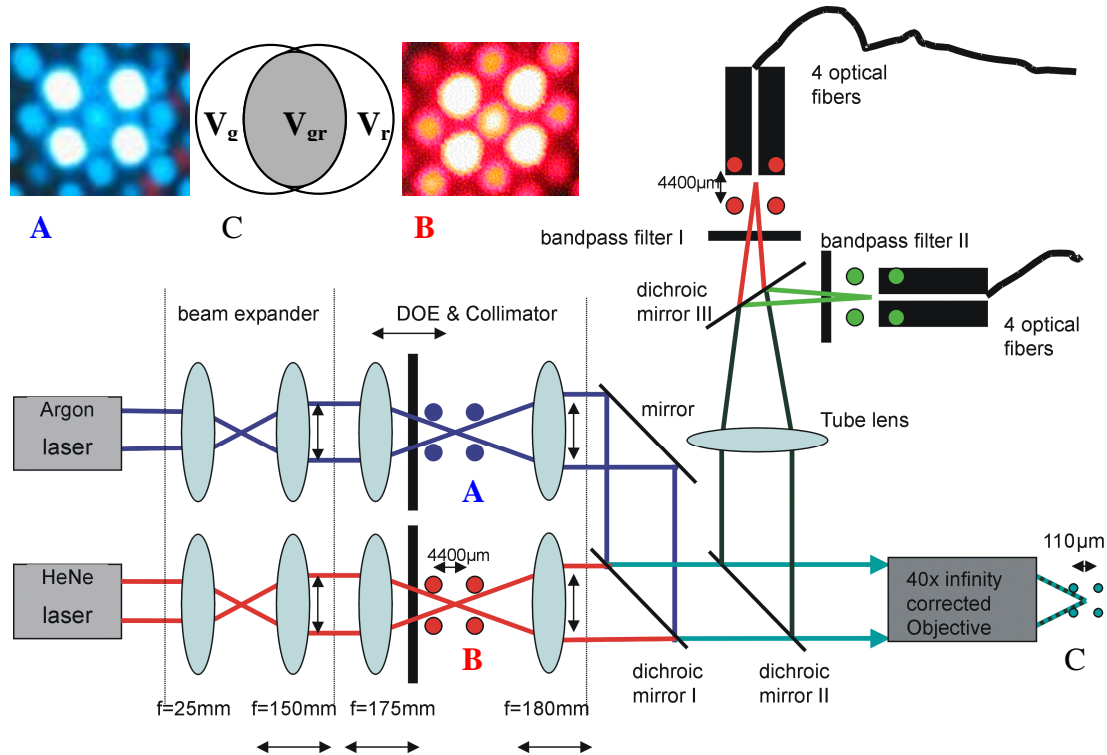 V_g
V_gr
V_r
A
C
B
4 optical
fibers
4400µm
bandpass filter I
bandpass filter II
dichroic
mirror III
4 optical
fibers
beam expander
DOE & Collimator
Argon
laser
mirror
Tube lens
A
HeNe
laser
4400µm
B
110µm
40x infinity
corrected
Objective
C
dichroic
mirror I
dichroic
mirror II
f=25mm
f=150mm
f=175mm
f=180mm